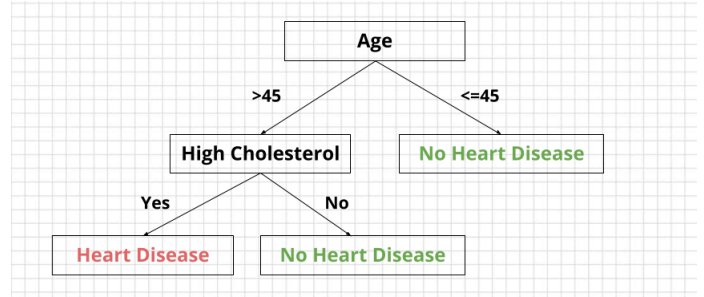 Age
>45
<=45
High Cholesterol
No Heart Disease
Yes
No
Heart Disease
No Heart Disease